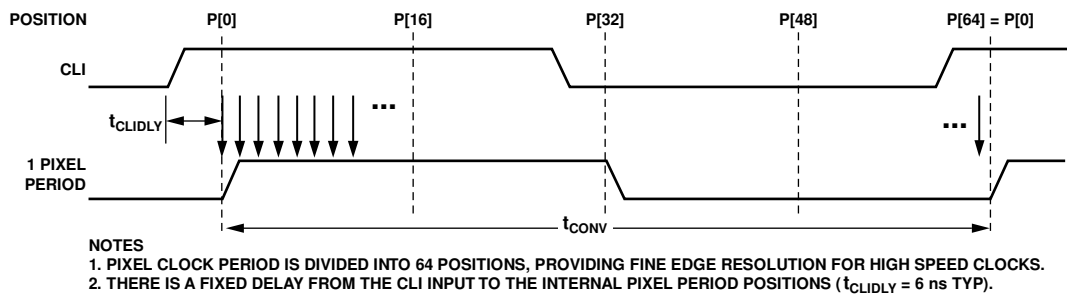 POSITION P[0] P[16] P[32] P[48] P[64] = P[0]
CLI
tCLIDLY
...
...
1 PIXEL
PERIOD
tCONV
NOTES
1. PIXEL CLOCK PERIOD IS DIVIDED INTO 64 POSITIONS, PROVIDING FINE EDGE RESOLUTION FOR HIGH SPEED CLOCKS.
2. THERE IS A FIXED DELAY FROM THE CLI INPUT TO THE INTERNAL PIXEL PERIOD POSITIONS (tCLIDLY = 6 ns TYP).